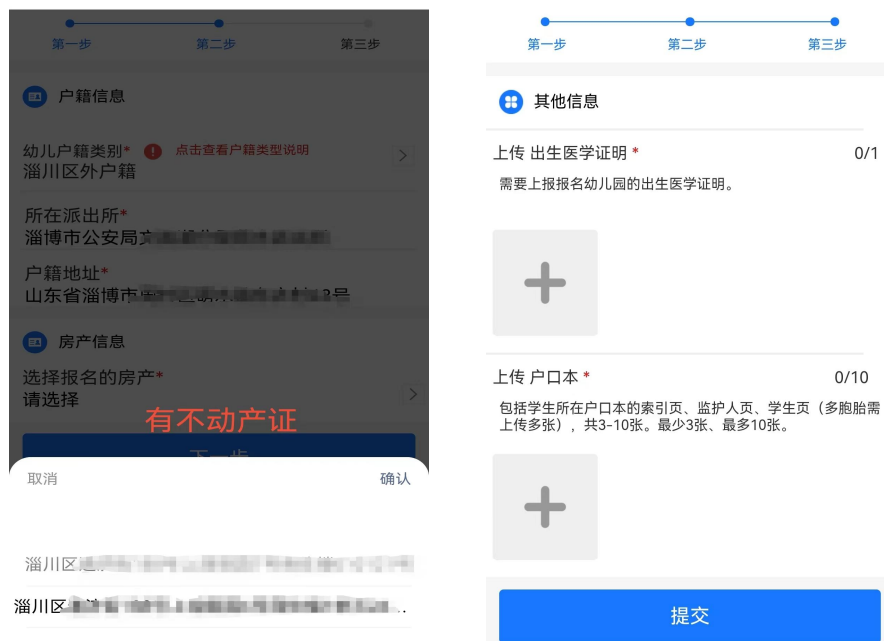 第一步
第二步
第三步
户籍信息
幼儿户籍类别*
点击查看户籍类型说明
淄川区外户籍
所在派出所*
淄博市公安局
户籍地址*
山东省淄博市
号
房产信息
选择报名的房产*
请选择
有不动产证
下一步
取消
确认
淄川区
淄川区
第一步
第二步
第三步
其他信息
上传 出生医学证明 *
0/1
需要上报报名幼儿园的出生医学证明。
上传 户口本 *
0/10
包括学生所在户口本的索引页、监护人页、学生页（多胞胎需
上传多张），共3-10张。最少3张、最多10张。
提交